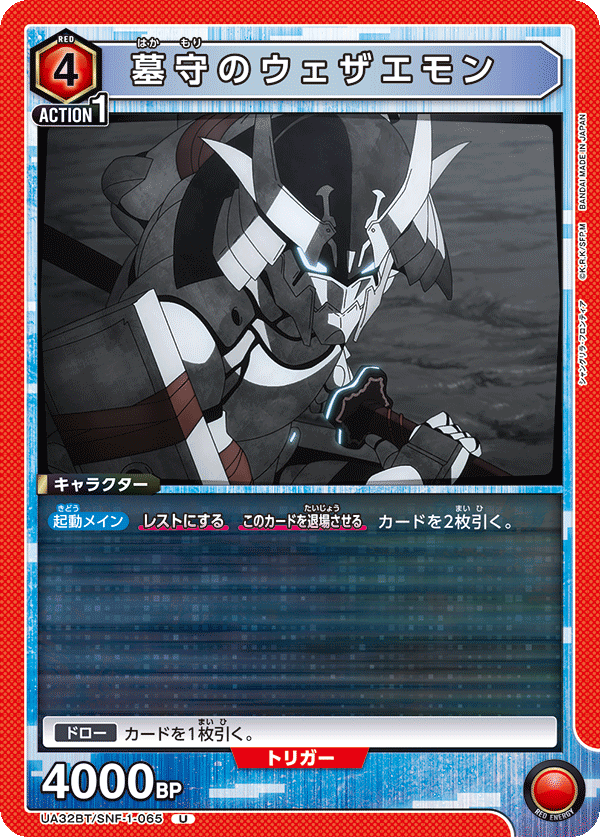 RED
4
ACTION 1
はか もり
墓守のウェザエモン
©K,R,K/SFP,M BANDAI MADE IN JAPAN
シャングリラ・フロンティア
キャラクター
きどう たいじょう まい ひ
起動メイン レストにする このカードを退場させる カードを2枚引く。
まい ひ
ドロー カードを1枚引く。
トリガー
4000BP
UA32BT/SNF-1-065 U
RED ENERGY